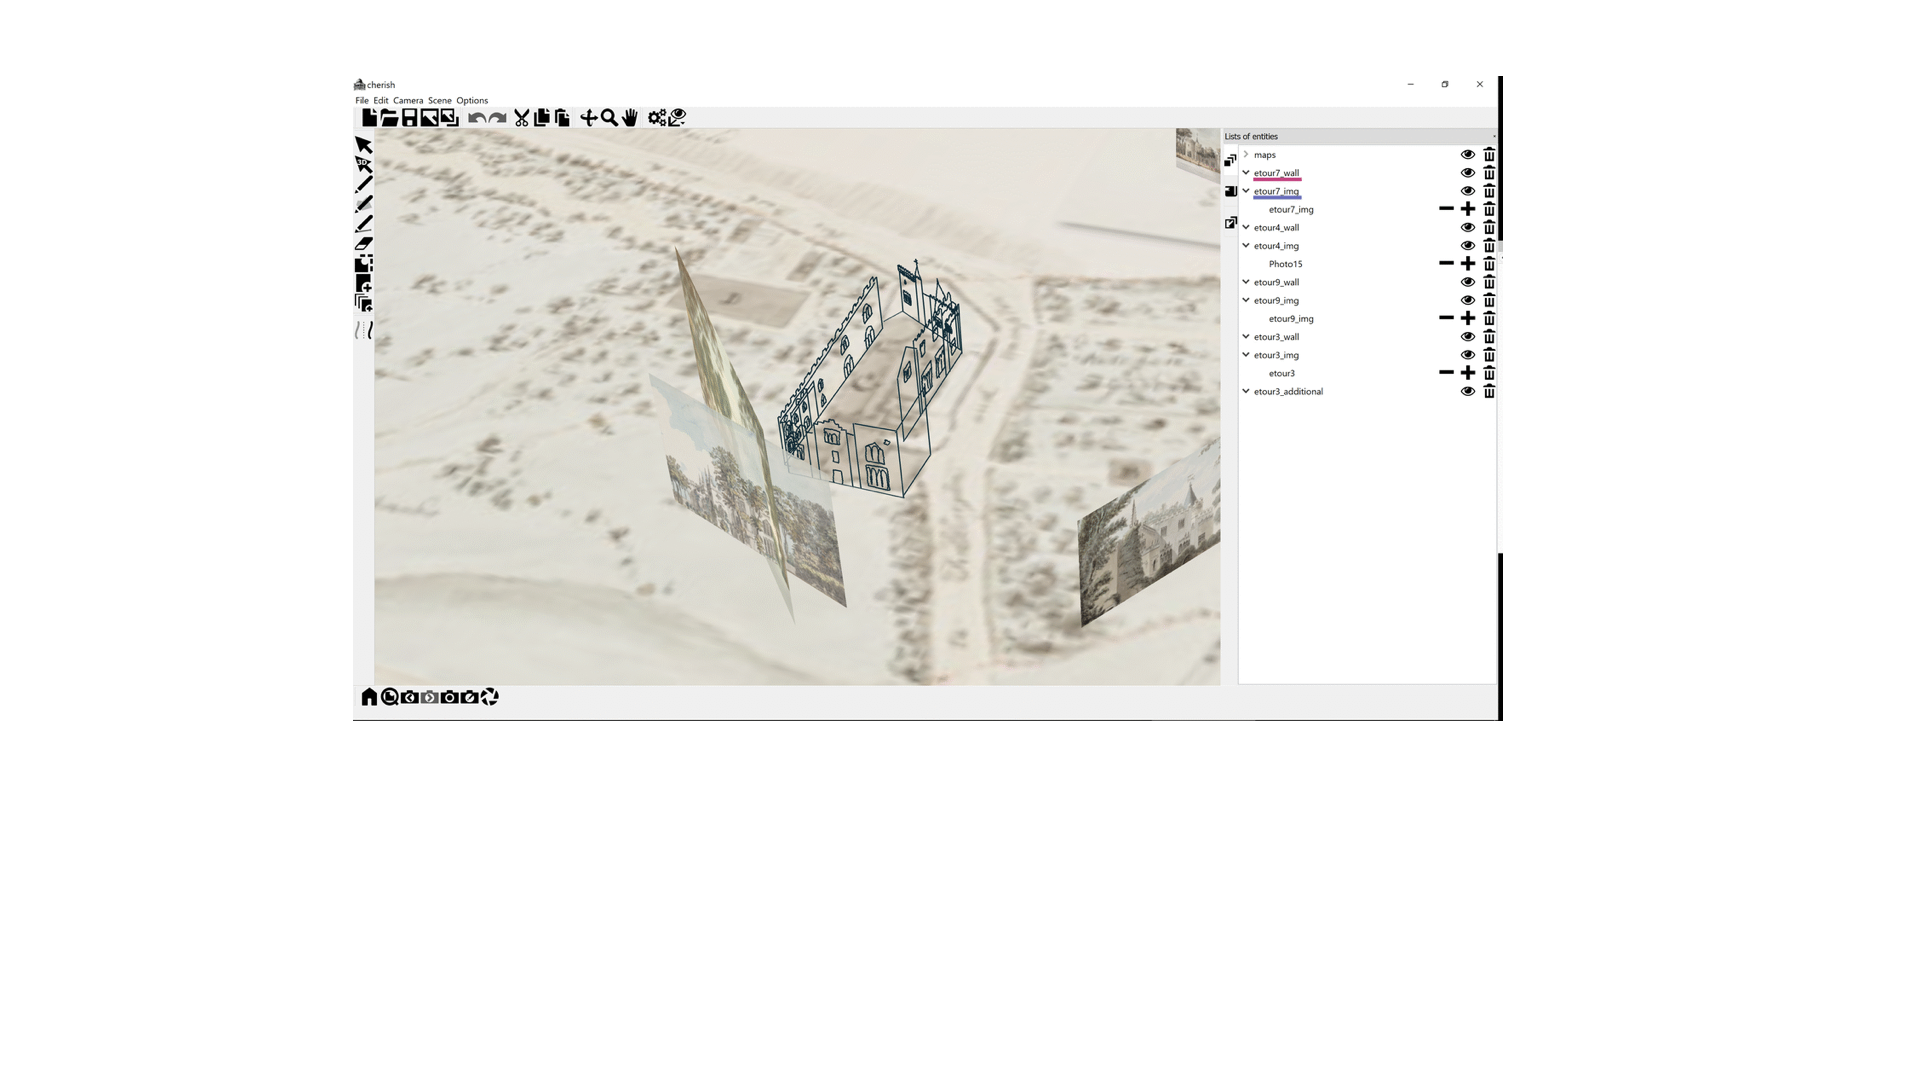 cherish
File Edit Camera Scene Options
Lists of entities
maps
etour7_wall
etour7_img
etour7_img
etour4_wall
etour4_img
Photo15
etour9_wall
etour9_img
etour9_img
etour3_wall
etour3_img
etour3
etour3_additional